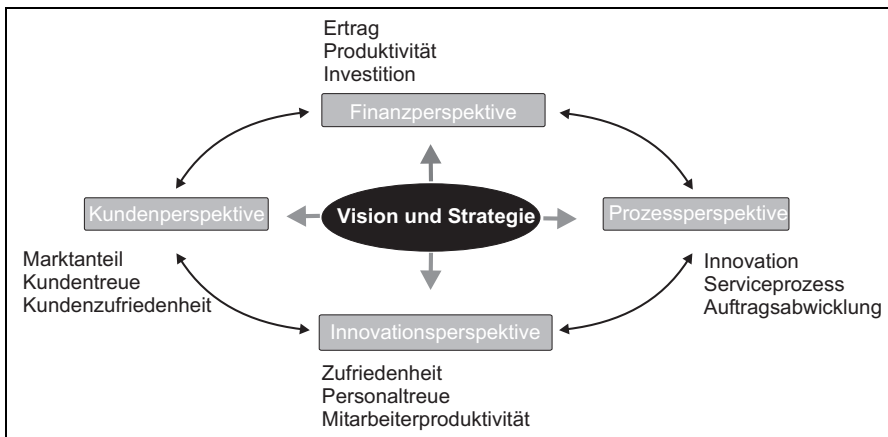 Ertrag
Produktivität
Investition
Finanzperspektive
Kundenperspektive
Vision und Strategie
Prozessperspektive
Marktanteil
Kundentreue
Kundenzufriedenheit
Innovation
Serviceprozess
Auftragsabwicklung
Innovationsperspektive
Zufriedenheit
Personaltreue
Mitarbeiterproduktivität